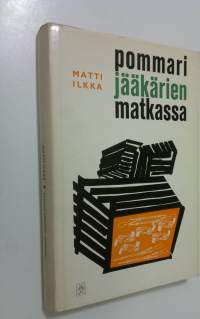 pommari
MATTI
ILKKA
jääkärien
matkassa